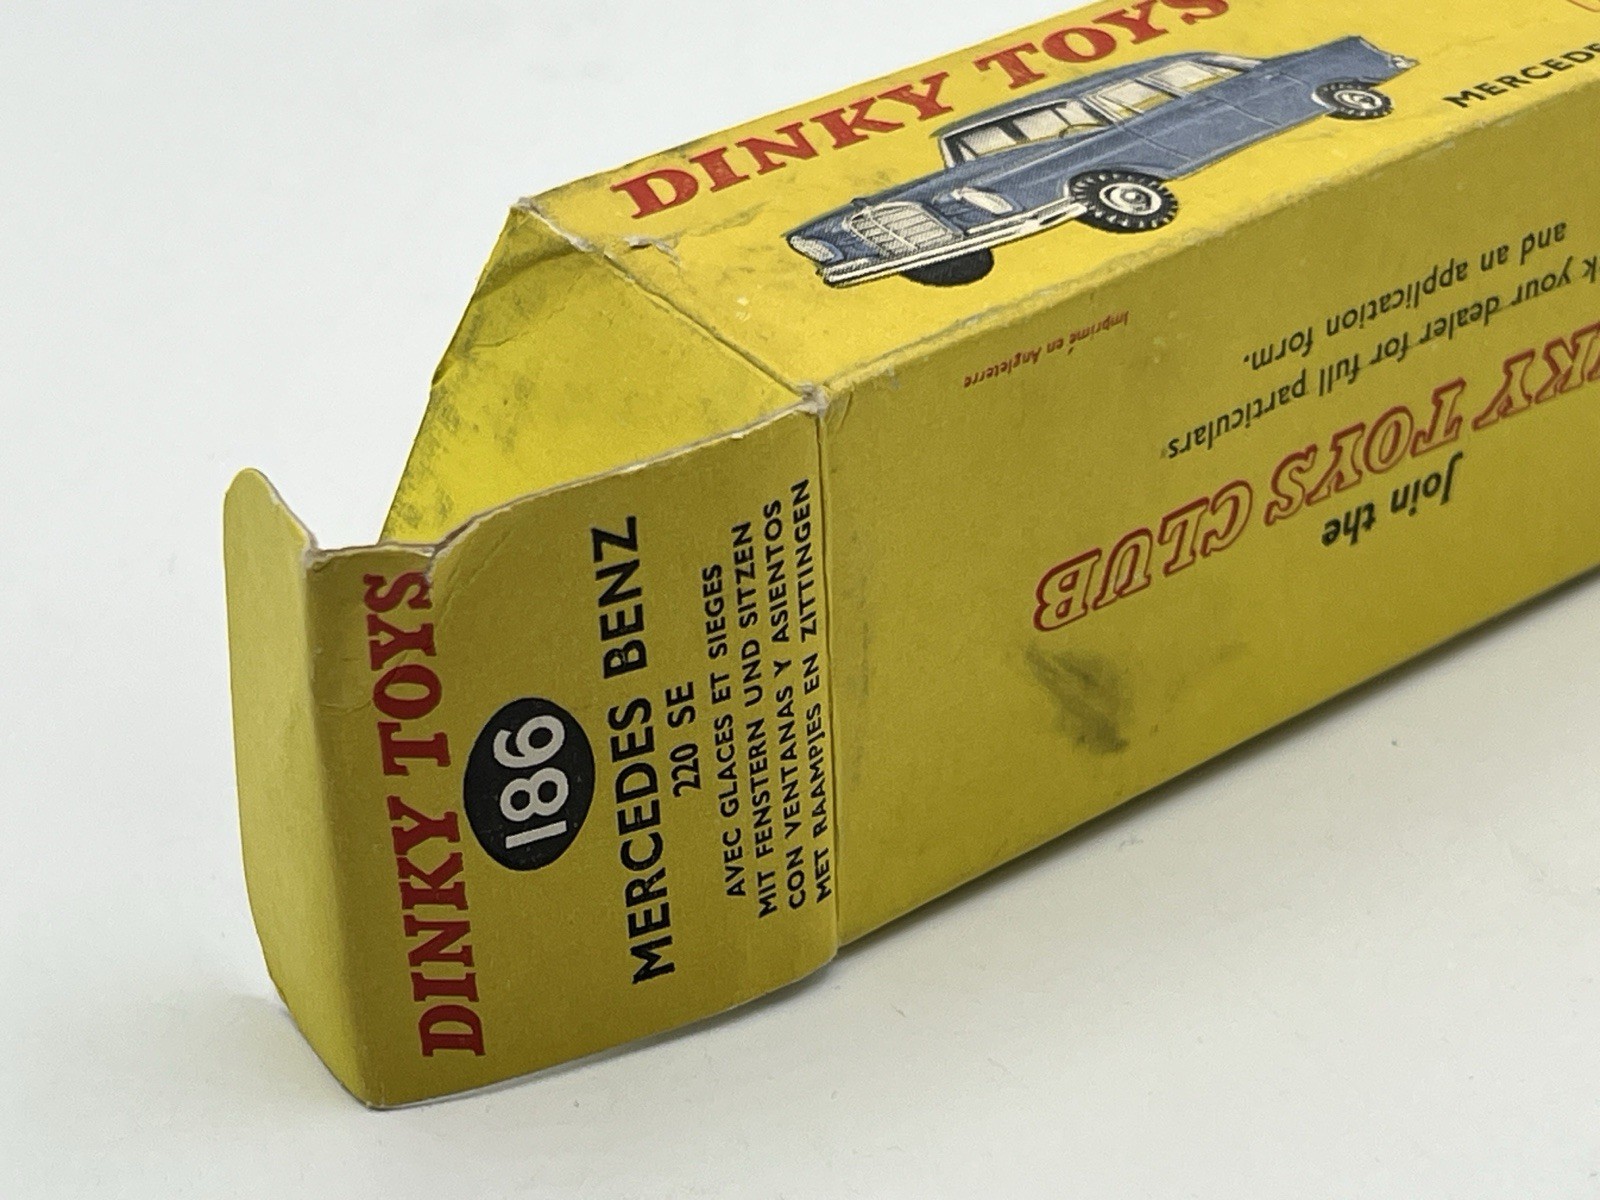 DINKY TOYS
MERCEDE
DINKY TOYS
186
MERCEDES BENZ
220 SE
AVEC GLACES ET SIEGES
MIT FENSTERN UND SITZEN
CON VENTANAS Y ASIENTOS
MET RAAMPJES EN ZITTINGEN
Join the
NKY TOYS CLUB
k your dealer for full particulars
and an application form.
Imprimé en Angleterre